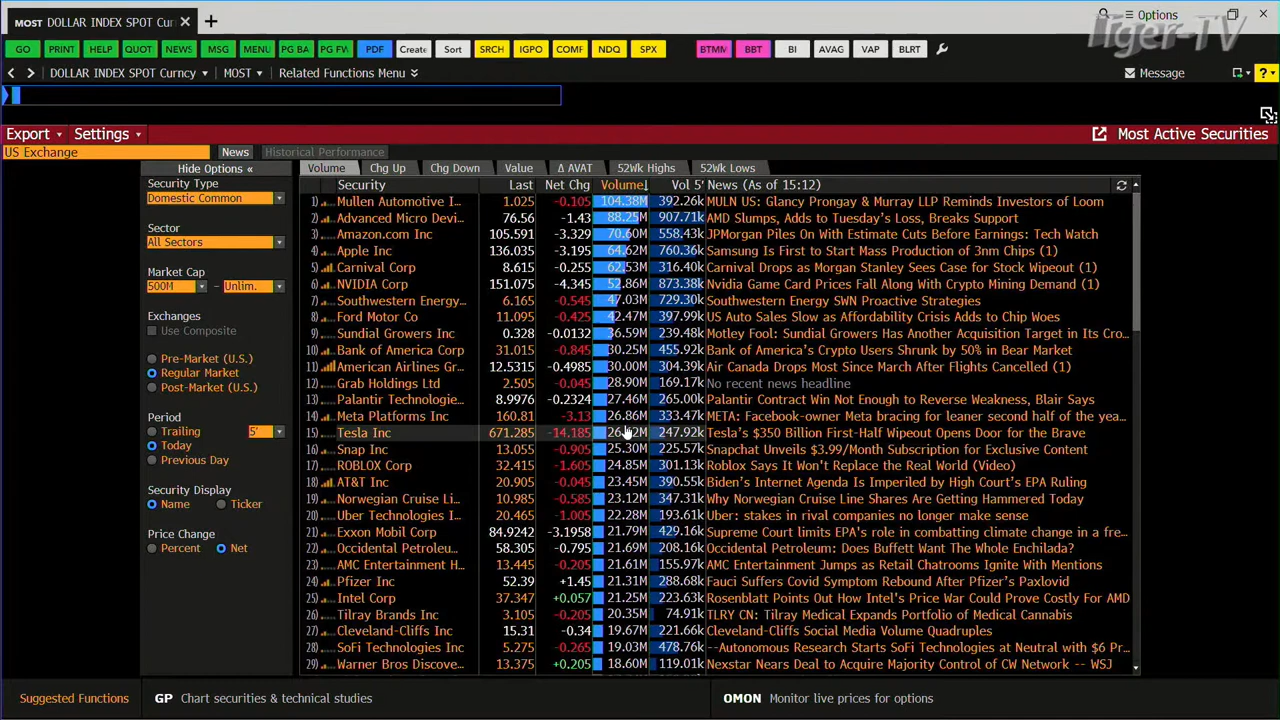 MOST DOLLAR INDEX SPOT Cur
Options
GO PRINT HELP QUOT NEWS MSG MENU PG BA PG FW PDF Create Sort SRCH IGPO COMF NDQ SPX BTMM BBT BI AVAG VAP BLRT
DOLLAR INDEX SPOT Curncy MOST Related Functions Menu Message ?
Export Settings Most Active Securities
US Exchange News Historical Performance
Hide Options «
Security Type
Domestic Common
Sector
All Sectors
Market Cap
500M - Unlim.
Exchanges
Use Composite
Pre-Market (U.S.)
Regular Market
Post-Market (U.S.)
Period
Trailing 5'
Today
Previous Day
Security Display
Name Ticker
Price Change
Percent Net
Volume Chg Up Chg Down Value Δ AVAT 52Wk Highs 52Wk Lows
Security Last Net Chg Volume↓ Vol 5' News (As of 15:12)
1) Mullen Automotive I... 1.025 -0.105 104.38M 392.26k MULN US: Glancy Prongay & Murray LLP Reminds Investors of Loom
2) Advanced Micro Devi... 76.56 -1.43 88.25M 907.71k AMD Slumps, Adds to Tuesday's Loss, Breaks Support
3) Amazon.com Inc 105.591 -3.329 70.60M 558.43k JPMorgan Piles On With Estimate Cuts Before Earnings: Tech Watch
4) Apple Inc 136.035 -3.195 64.62M 760.36k Samsung Is First to Start Mass Production of 3nm Chips (1)
5) Carnival Corp 8.615 -0.255 62.53M 316.40k Carnival Drops as Morgan Stanley Sees Case for Stock Wipeout (1)
6) NVIDIA Corp 151.075 -4.345 52.86M 873.38k Nvidia Game Card Prices Fall Along With Crypto Mining Demand (1)
7) Southwestern Energy... 6.165 -0.545 47.03M 729.30k Southwestern Energy SWN Proactive Strategies
8) Ford Motor Co 11.095 -0.425 42.47M 397.99k US Auto Sales Slow as Affordability Crisis Adds to Chip Woes
9) Sundial Growers Inc 0.328 -0.0132 36.59M 239.48k Motley Fool: Sundial Growers Has Another Acquisition Target in Its Cro...
10) Bank of America Corp 31.015 -0.845 30.25M 455.92k Bank of America's Crypto Users Shrunk by 50% in Bear Market
11) American Airlines Gr... 12.5315 -0.4985 30.00M 304.39k Air Canada Drops Most Since March After Flights Cancelled (1)
12) Grab Holdings Ltd 2.505 -0.045 28.90M 169.17k No recent news headline
13) Palantir Technologie... 8.9976 -0.2324 27.46M 265.00k Palantir Contract Win Not Enough to Reverse Weakness, Blair Says
14) Meta Platforms Inc 160.81 -3.13 26.86M 333.47k META: Facebook-owner Meta bracing for leaner second half of the yea...
15) Tesla Inc 671.285 -14.185 247.92k Tesla's $350 Billion First-Half Wipeout Opens Door for the Brave
16) Snap Inc 13.055 -0.905 25.30M 225.57k Snapchat Unveils $3.99/Month Subscription for Exclusive Content
17) ROBLOX Corp 32.415 -1.605 24.85M 301.13k Roblox Says It Won't Replace the Real World (Video)
18) AT&T Inc 20.905 -0.045 23.45M 390.55k Biden's Internet Agenda Is Imperiled by High Court's EPA Ruling
19) Norwegian Cruise Li... 10.985 -0.585 23.12M 347.31k Why Norwegian Cruise Line Shares Are Getting Hammered Today
20) Uber Technologies I... 20.465 -1.005 22.28M 193.61k Uber: stakes in rival companies no longer make sense
21) Exxon Mobil Corp 84.9242 -3.1958 21.79M 429.16k Supreme Court limits EPA's role in combatting climate change in a fre...
22) Occidental Petroleu... 58.305 -0.795 21.69M 208.16k Occidental Petroleum: Does Buffett Want The Whole Enchilada?
23) AMC Entertainment H... 13.445 -0.205 21.61M 155.97k AMC Entertainment Jumps as Retail Chatrooms Ignite With Mentions
24) Pfizer Inc 52.39 +1.45 21.31M 288.68k Fauci Suffers Covid Symptom Rebound After Pfizer's Paxlovid
25) Intel Corp 37.347 +0.057 21.25M 223.63k Rosenblatt Points Out How Intel's Price War Could Prove Costly For AMD
26) Tilray Brands Inc 3.105 -0.205 20.35M 74.91k TLRY CN: Tilray Medical Expands Portfolio of Medical Cannabis
27) Cleveland-Cliffs Inc 15.31 -0.34 19.67M 221.66k Cleveland-Cliffs Social Media Volume Quadruples
28) SoFi Technologies Inc 5.275 -0.265 19.03M 478.76k --Autonomous Research Starts SoFi Technologies at Neutral with $6 Pr...
29) Warner Bros Discove... 13.375 +0.205 18.60M 119.01k Nexstar Nears Deal to Acquire Majority Control of CW Network -- WSJ
Suggested Functions GP Chart securities & technical studies OMON Monitor live prices for options